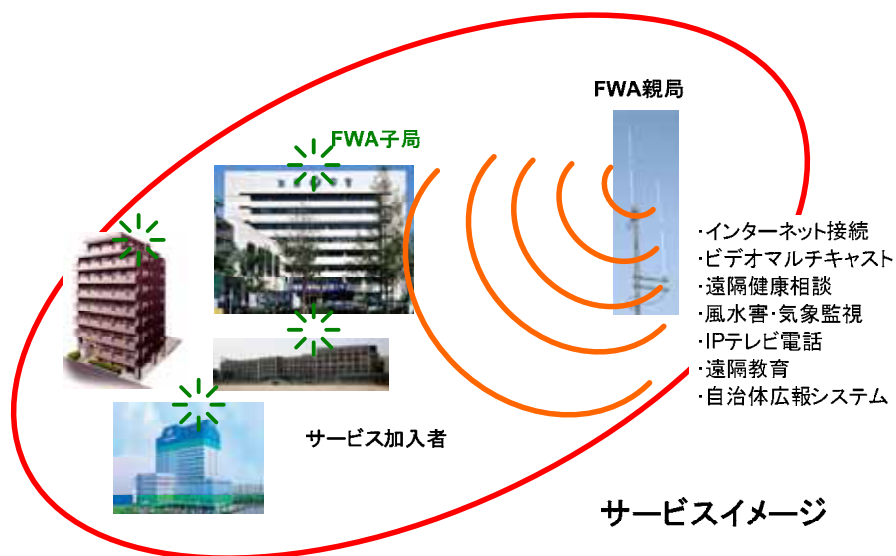 FWA親局
FWA子局
・インターネット接続
・ビデオマルチキャスト
・遠隔健康相談
・風水害・気象監視
・IPテレビ電話
・遠隔教育
・自治体広報システム
サービス加入者
サービスイメージ